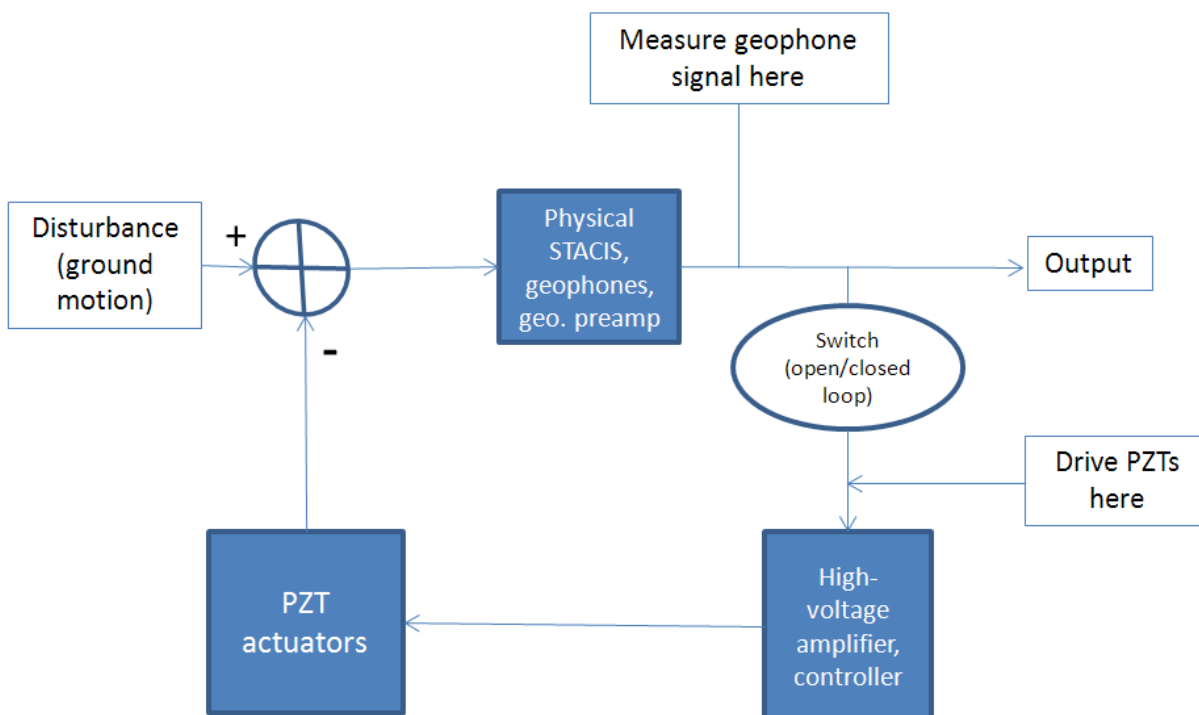 Measure geophone
signal here
Disturbance
(ground
motion)
+
-
Physical
STACIS,
geophones,
geo. preamp
Output
Switch
(open/closed
loop)
Drive PZTs
here
PZT
actuators
High-
voltage
amplifier,
controller